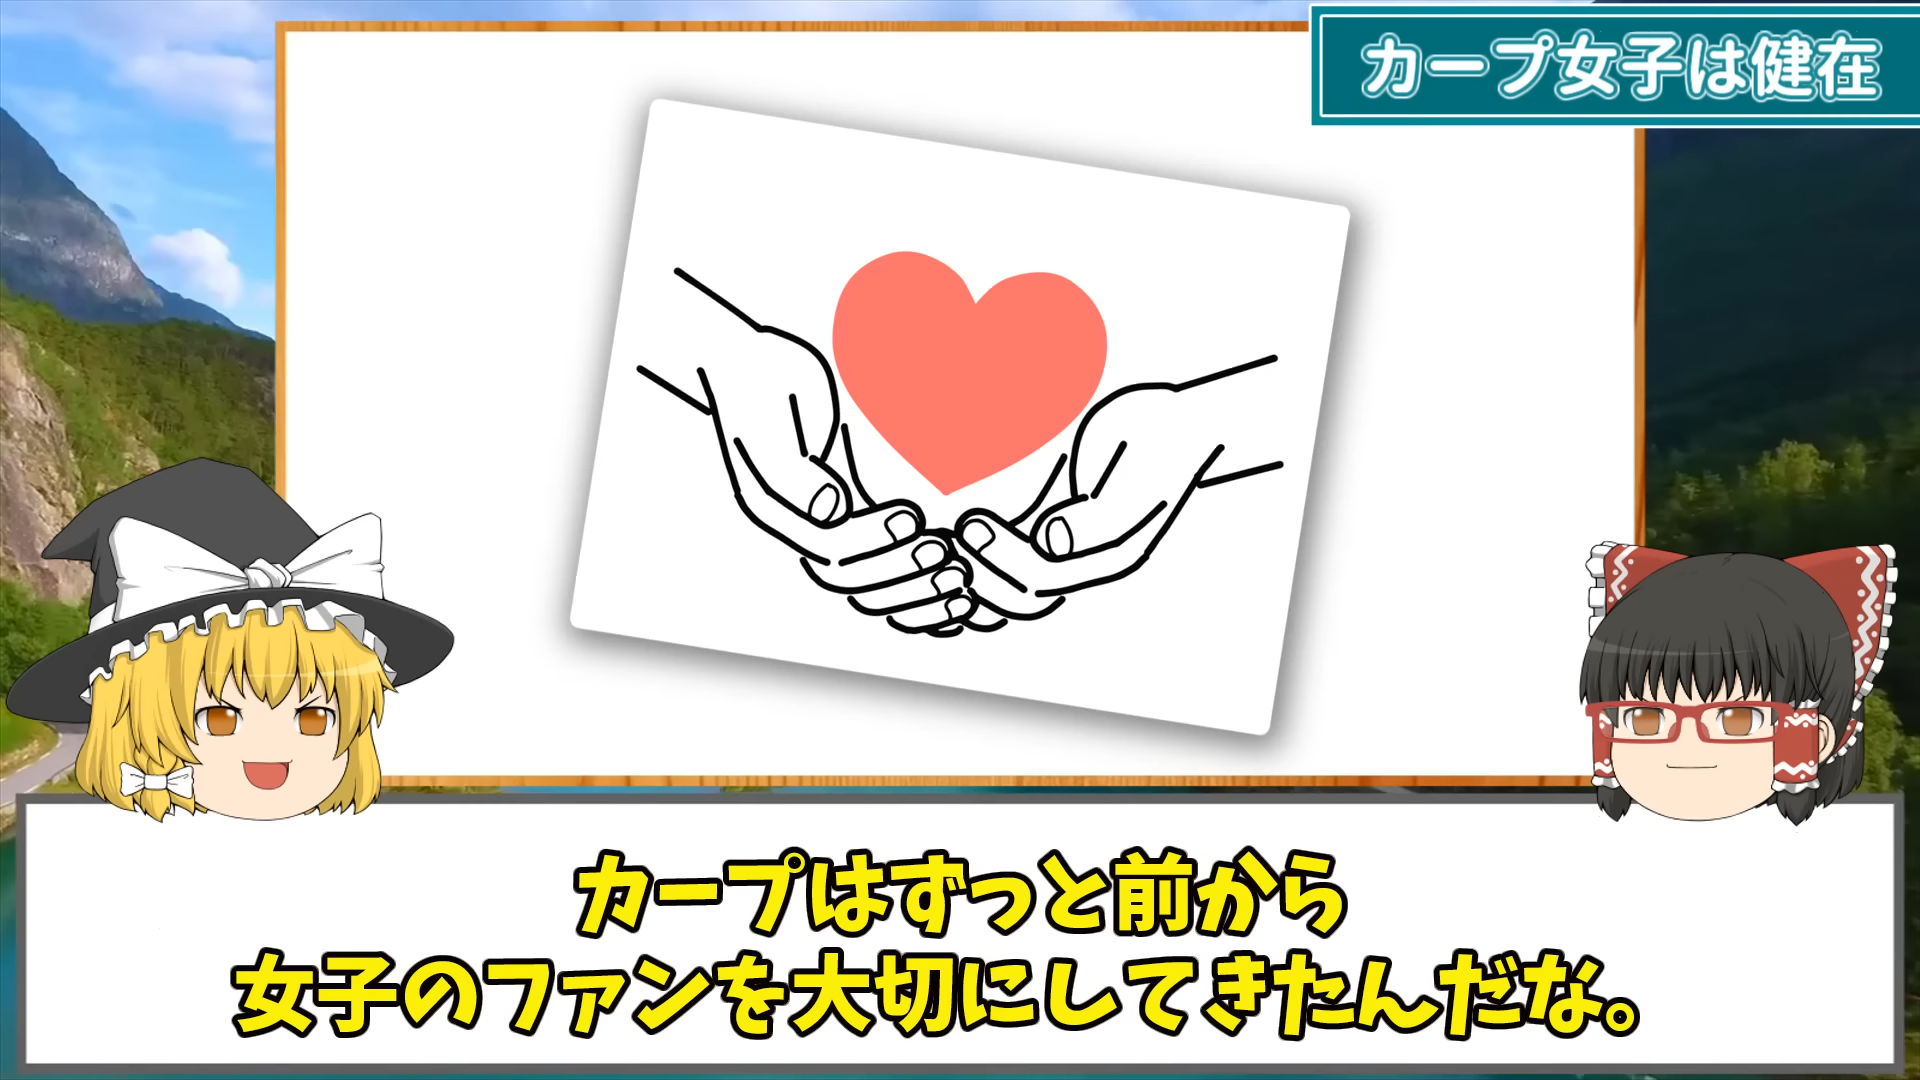 カープ女子は健在
カープはずっと前から
女子のファンを大切にしてきたんだな。